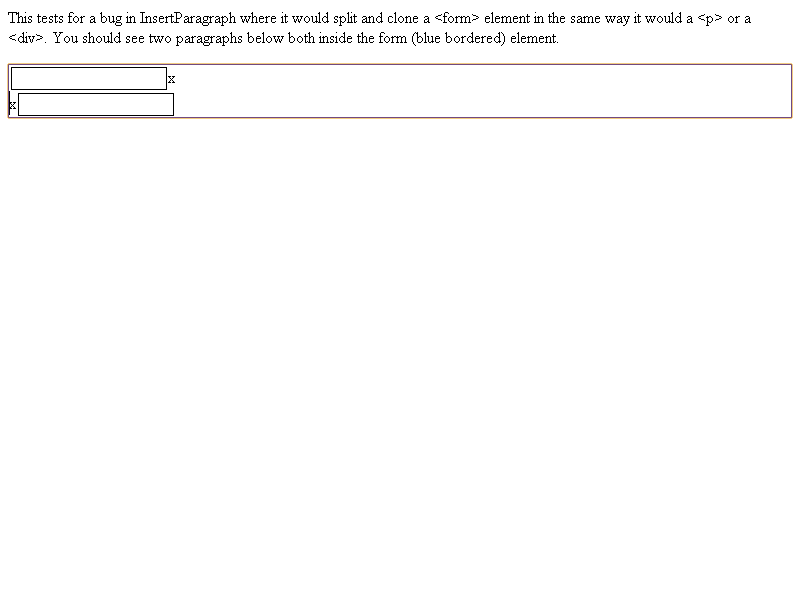 This tests for a bug in InsertParagraph where it would split and clone a <form> element in the same way it would a <p> or a
<div>. You should see two paragraphs below both inside the form (blue bordered) element.
x
x